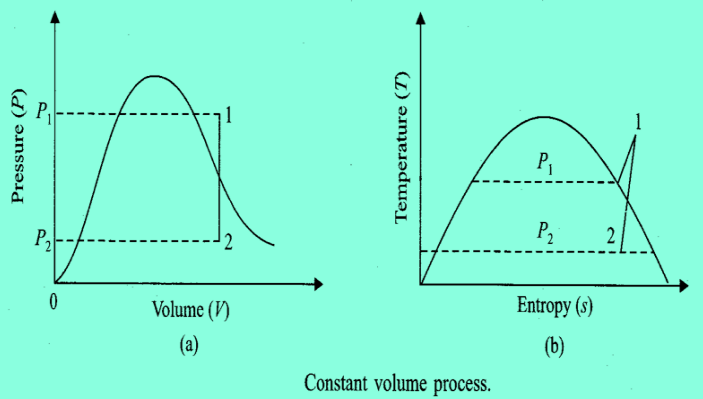 Pressure (P)
P₁
P₂
1
2
0
Volume (V)
(a)
Temperature (T)
1
P₁
P₂
2
Entropy (s)
(b)
Constant volume process.